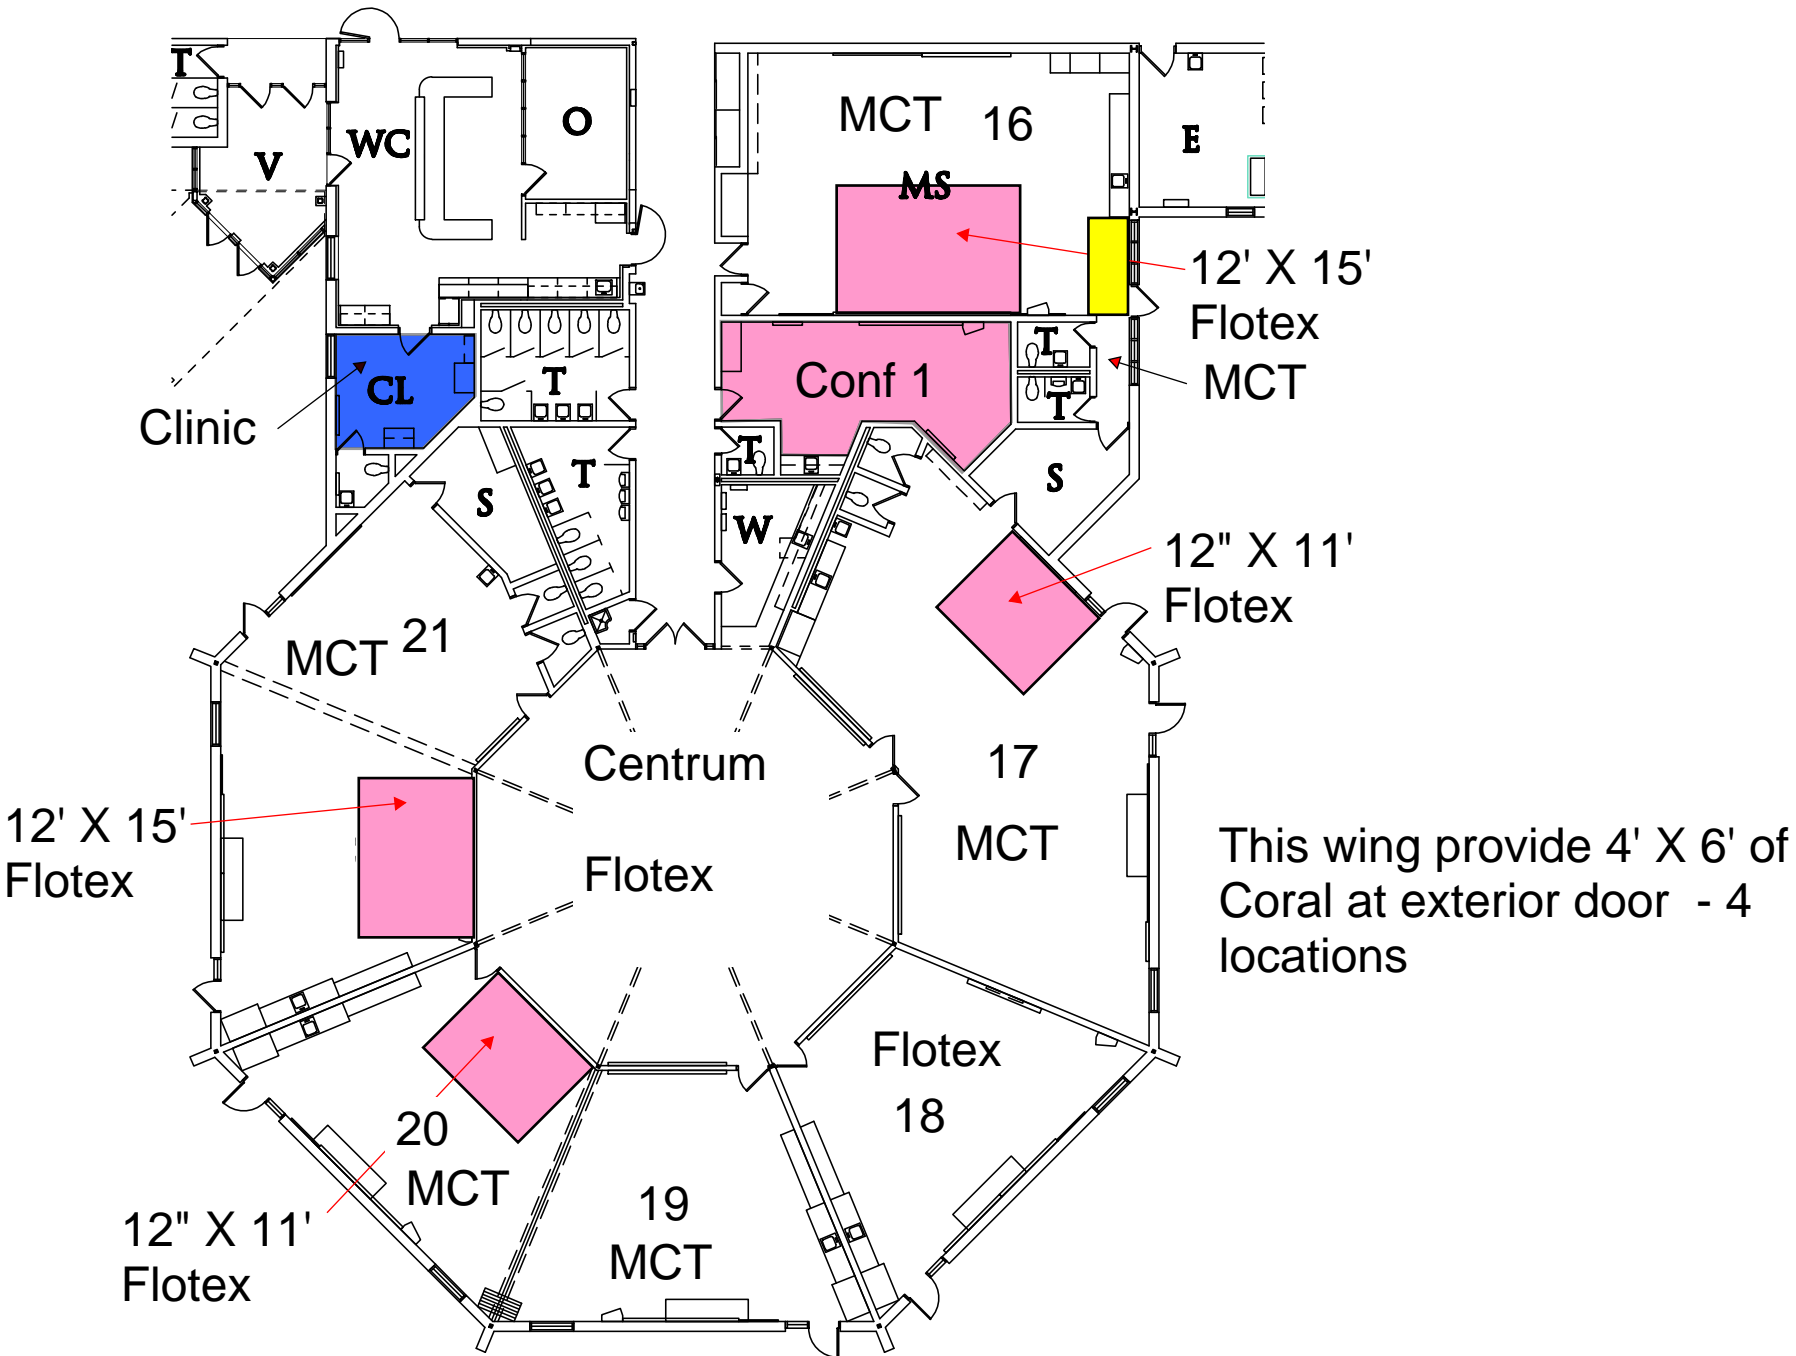 T
V
WC
O
MCT 16
MS
E
12' X 15'
Flotex
MCT
Clinic
CL
T
Conf 1
T
T
T
T
S
S
W
12" X 11'
Flotex
MCT 21
Centrum
Flotex
17
MCT
12' X 15'
Flotex
This wing provide 4' X 6' of
Coral at exterior door - 4
locations
Flotex
18
20
MCT
19
MCT
12" X 11'
Flotex